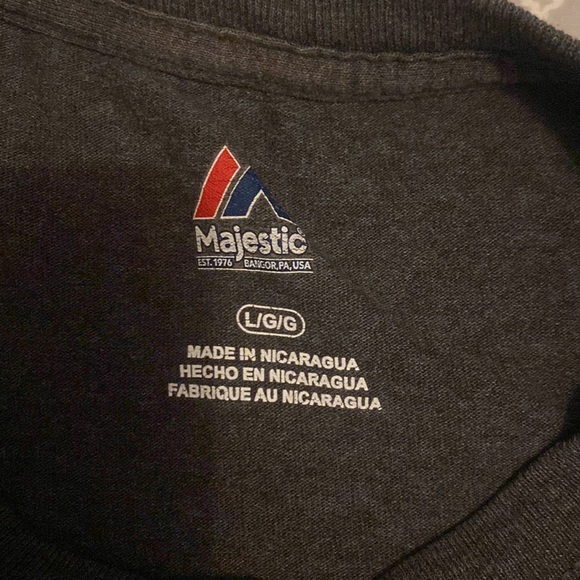 Majestic
EST. 1976 BANGOR, PA, USA
L/G/G
MADE IN NICARAGUA
HECHO EN NICARAGUA
FABRIQUE AU NICARAGUA